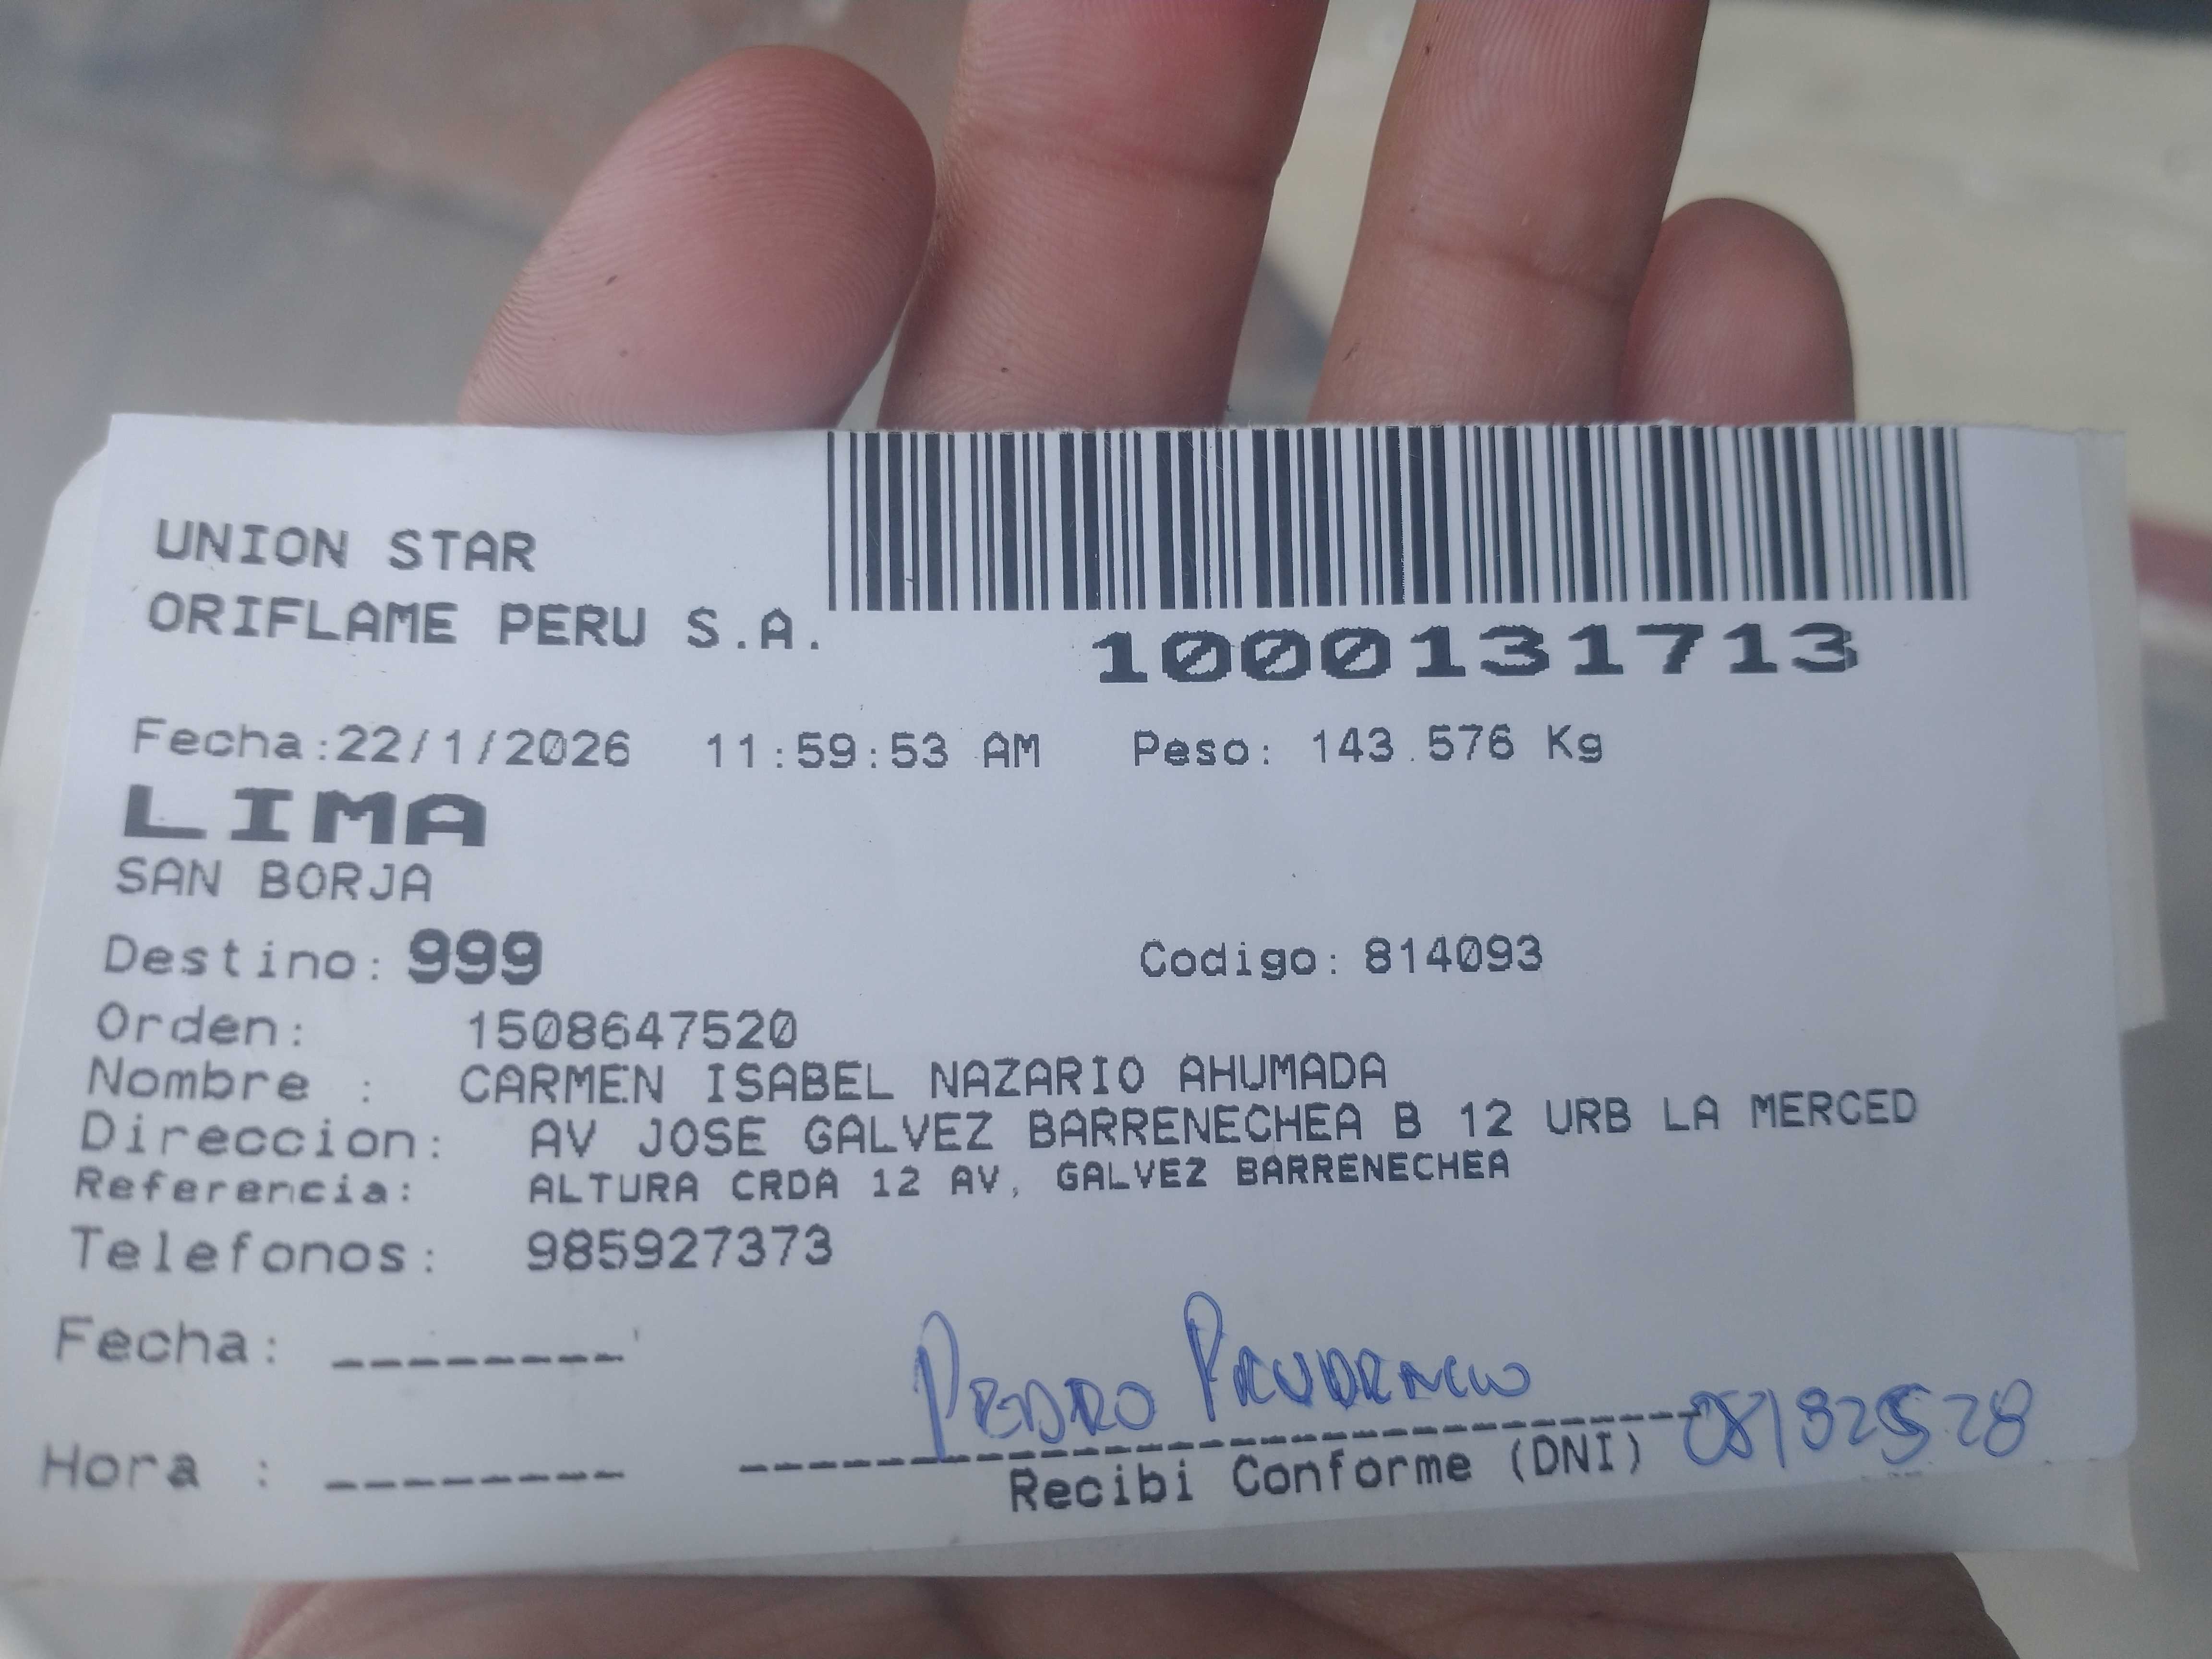 UNION STAR
ORIFLAME PERU S.A.
1000131713
Fecha:22/1/2026 11:59:53 AM Peso: 143.576 Kg
LIMA
SAN BORJA
Destino: 999 Codigo: 814093
Orden: 1508647520
Nombre : CARMEN ISABEL NAZARIO AHUMADA
Direccion: AV JOSE GALVEZ BARRENECHEA B 12 URB LA MERCED
Referencia: ALTURA CRDA 12 AV, GALVEZ BARRENECHEA
Telefonos: 985927373
Fecha: --------
PEDRO PRUDENCIO
Hora : --------
Recibi Conforme (DNI)